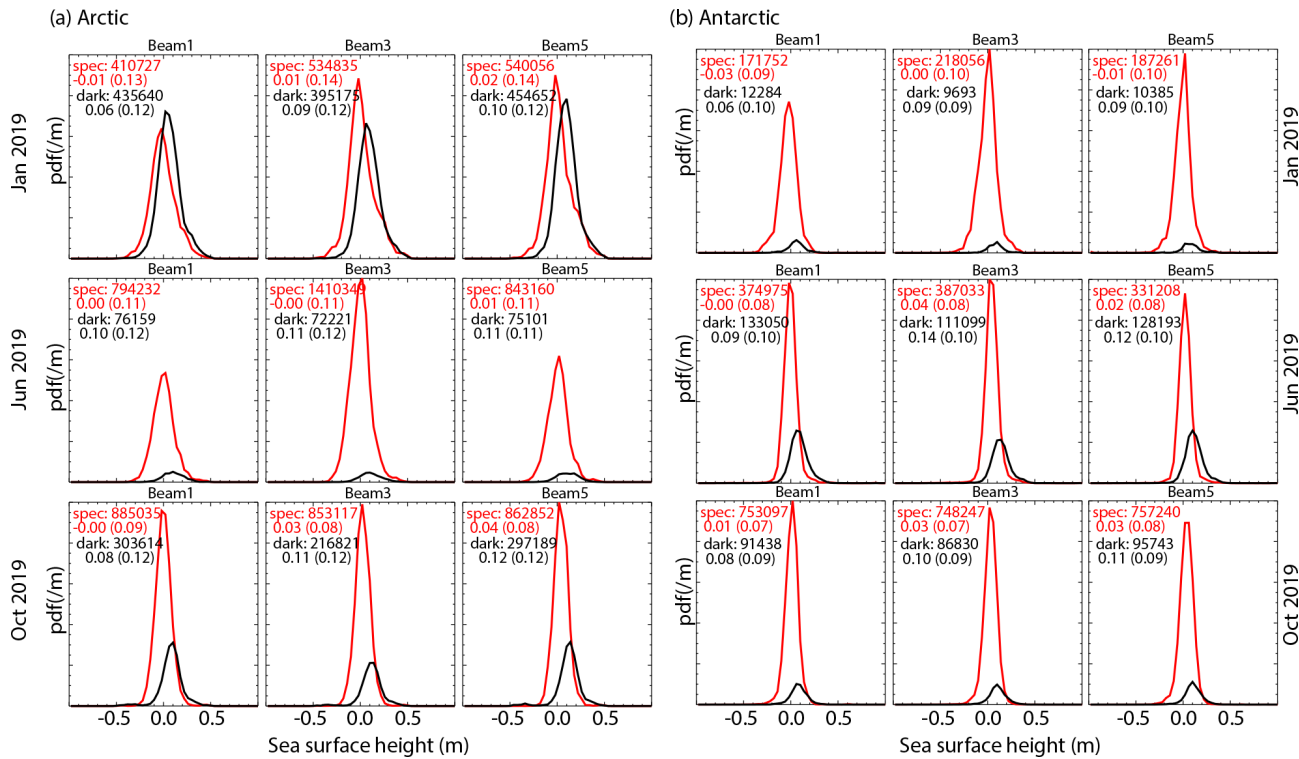 (a) Arctic
Beam1 Beam3 Beam5
Jan 2019
pdf(/m)
spec: 410727
-0.01 (0.13)
dark: 435640
0.06 (0.12)
spec: 534835
0.01 (0.14)
dark: 395175
0.09 (0.12)
spec: 540056
0.02 (0.14)
dark: 454652
0.10 (0.12)
Beam1 Beam3 Beam5
Jun 2019
pdf(/m)
spec: 794232
0.00 (0.11)
dark: 76159
0.10 (0.12)
spec: 1410349
-0.00 (0.11)
dark: 72221
0.11 (0.12)
spec: 843160
0.01 (0.11)
dark: 75101
0.11 (0.11)
Beam1 Beam3 Beam5
Oct 2019
pdf(/m)
spec: 885035
-0.00 (0.09)
dark: 303614
0.08 (0.12)
spec: 853117
0.03 (0.08)
dark: 216821
0.11 (0.12)
spec: 862852
0.04 (0.08)
dark: 297189
0.12 (0.12)
-0.5 0.0 0.5 -0.5 0.0 0.5 -0.5 0.0 0.5
Sea surface height (m)
(b) Antarctic
Beam1 Beam3 Beam5
pdf(/m)
spec: 171752
-0.03 (0.09)
dark: 12284
0.06 (0.10)
spec: 218056
0.00 (0.10)
dark: 9693
0.09 (0.09)
spec: 187261
-0.01 (0.10)
dark: 10385
0.09 (0.10)
Jan 2019
Beam1 Beam3 Beam5
pdf(/m)
spec: 374975
-0.00 (0.08)
dark: 133050
0.09 (0.10)
spec: 387033
0.04 (0.08)
dark: 111099
0.14 (0.10)
spec: 331208
0.02 (0.08)
dark: 128193
0.12 (0.10)
Jun 2019
Beam1 Beam3 Beam5
pdf(/m)
spec: 753097
0.01 (0.07)
dark: 91438
0.08 (0.09)
spec: 748247
0.03 (0.07)
dark: 86830
0.10 (0.09)
spec: 757240
0.03 (0.08)
dark: 95743
0.11 (0.09)
Oct 2019
-0.5 0.0 0.5 -0.5 0.0 0.5 -0.5 0.0 0.5
Sea surface height (m)